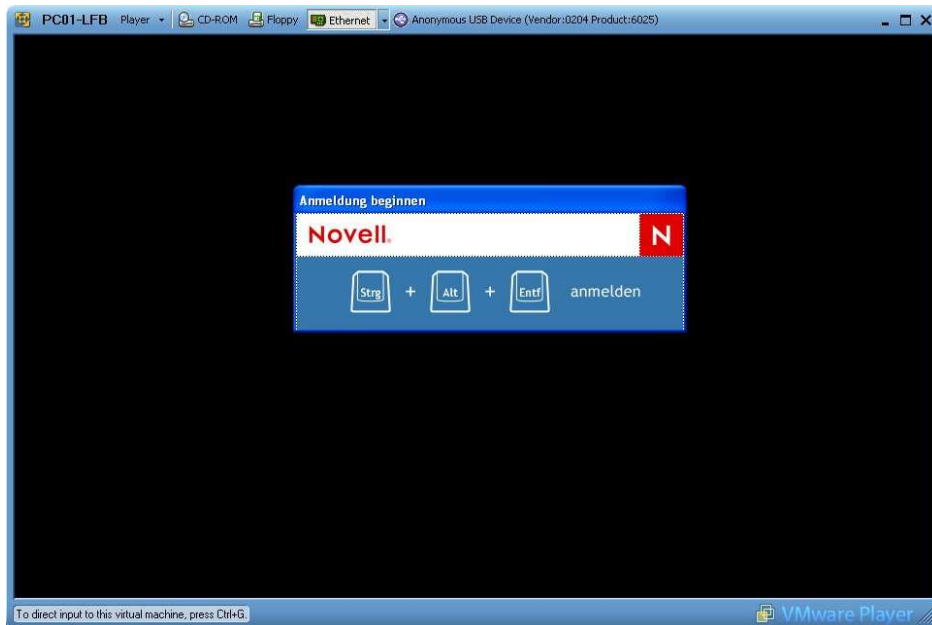 PC01-LFB Player CD-ROM Floppy Ethernet Anonymous USB Device (Vendor:0204 Product:6025)
Anmeldung beginnen
Novell. N
Strg + Alt + Entf anmelden
To direct input to this virtual machine, press Ctrl+G. VMware Player